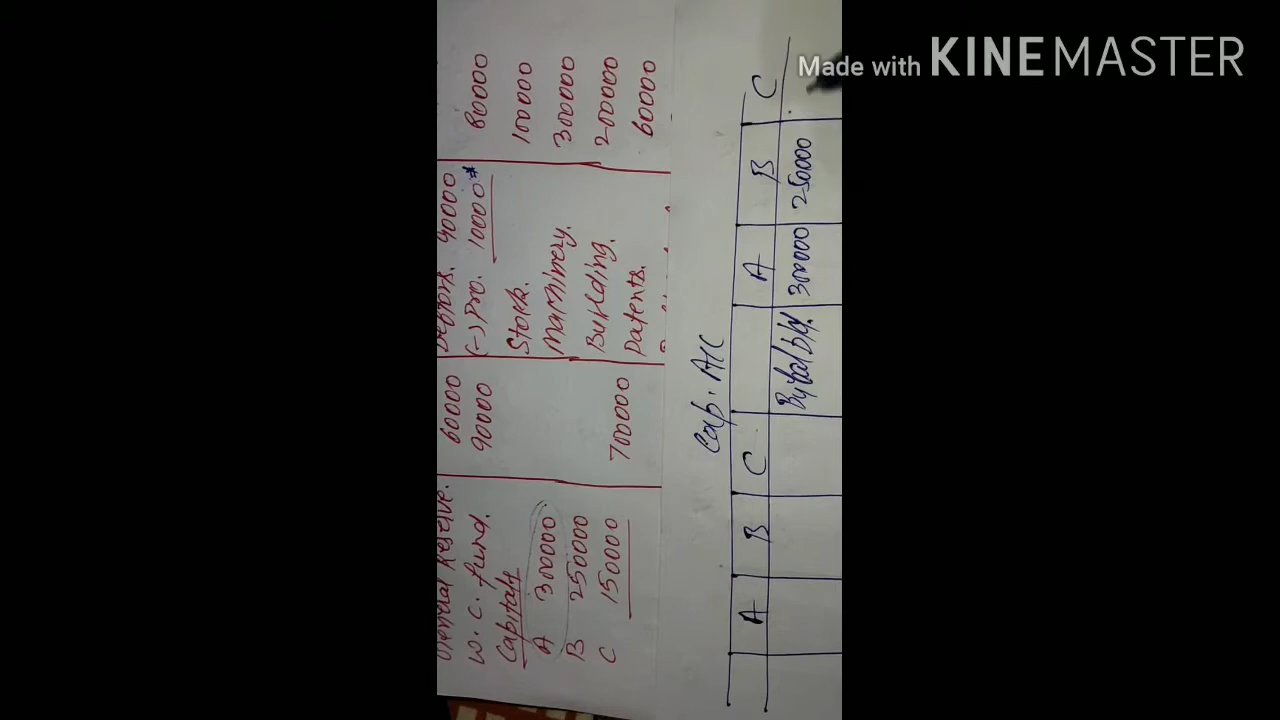 Made with KINEMASTER
General Reserve. 60000 Debtors. 90000
W. C. fund. 90000 (-) Pro. 10000* 80000
Capitals Stock. 100000
A 300000. Machinery. 300000
B 250000 Building. 200000
C 150000 700000 Patents. 60000
Cap. A/C
A B C A B C
By bal b/d. 300000 250000